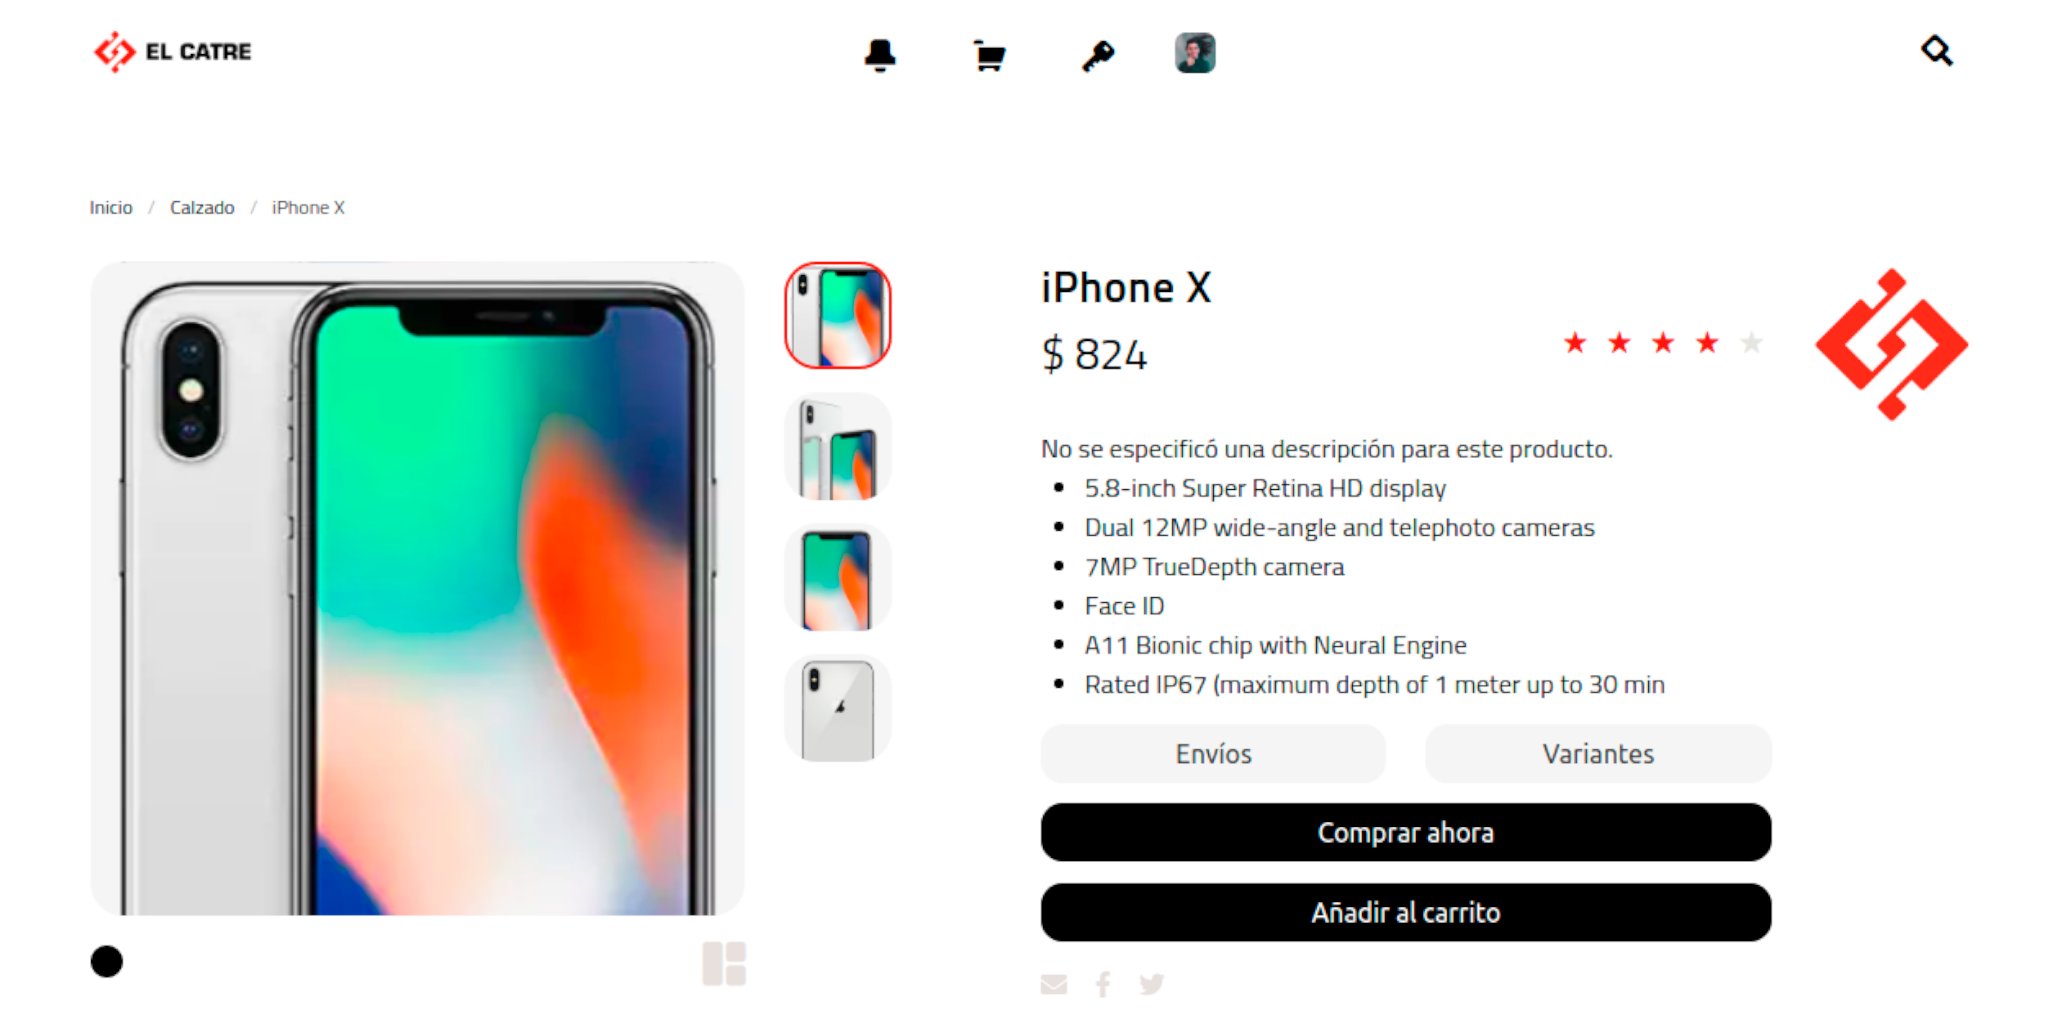 EL CATRE
Inicio / Calzado / iPhone X
iPhone X
$ 824
No se especificó una descripción para este producto.
• 5.8-inch Super Retina HD display
• Dual 12MP wide-angle and telephoto cameras
• 7MP TrueDepth camera
• Face ID
• A11 Bionic chip with Neural Engine
• Rated IP67 (maximum depth of 1 meter up to 30 min
Envíos
Variantes
Comprar ahora
Añadir al carrito